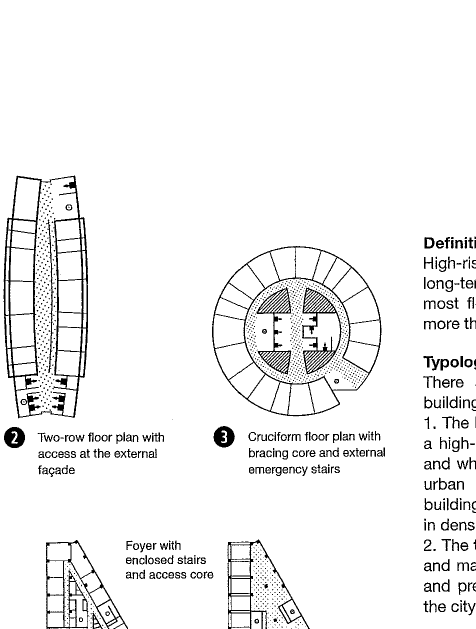 2 Two-row floor plan with
access at the external
façade
3 Cruciform floor plan with
bracing core and external
emergency stairs
Foyer with
enclosed stairs
and access core
High-ris
long-ter
most fl
more th
There
building
1. The
a high-
and wh
urban
building
in dens
2. The t
and ma
and pre
the city